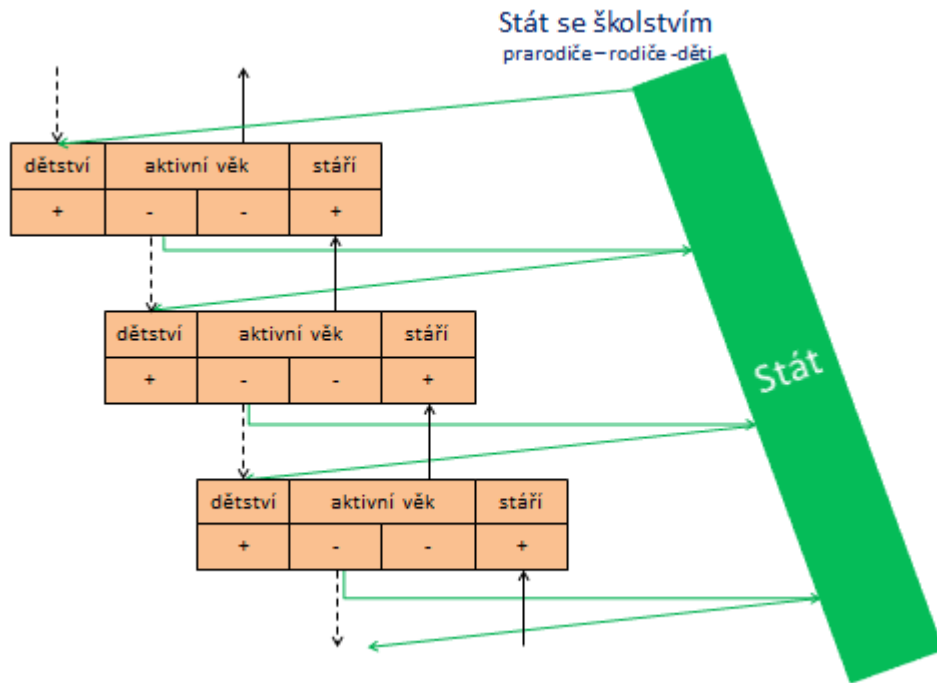 Stát se školstvím
prarodiče – rodiče -děti
dětství aktivní věk stáří
+ - - +
dětství aktivní věk stáří
+ - - +
Stát
dětství aktivní věk stáří
+ - - +